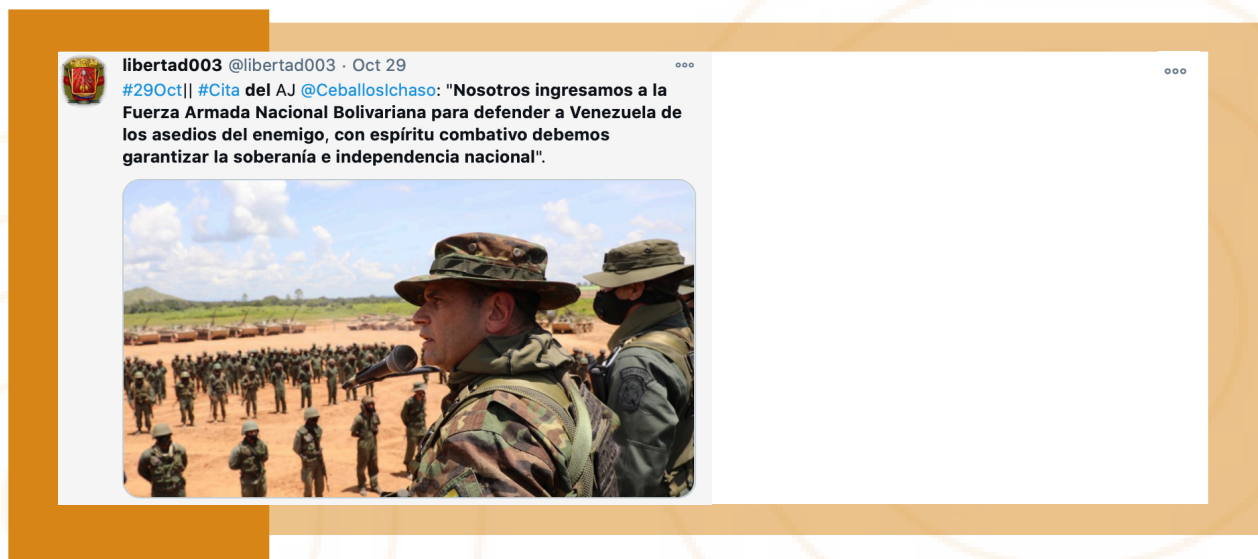 libertad003 @libertad003 · Oct 29
#29Oct|| #Cita del AJ @CeballosIchaso: "Nosotros ingresamos a la
Fuerza Armada Nacional Bolivariana para defender a Venezuela de
los asedios del enemigo, con espíritu combativo debemos
garantizar la soberanía e independencia nacional".